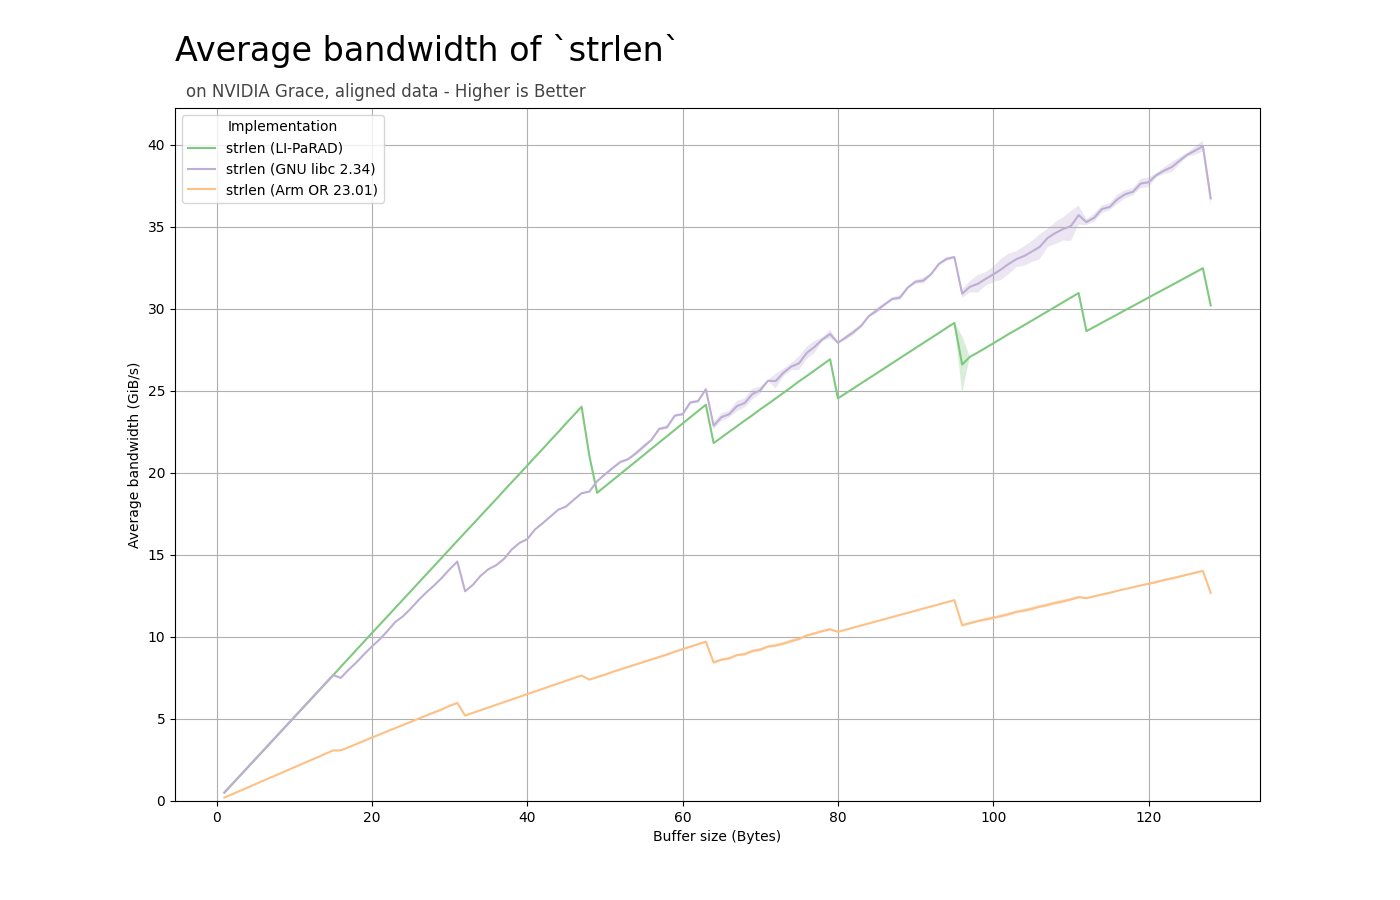 Average bandwidth of `strlen`
on NVIDIA Grace, aligned data - Higher is Better
Implementation
strlen (LI-PaRAD)
strlen (GNU libc 2.34)
strlen (Arm OR 23.01)
40
35
30
25
20
15
10
5
0
Average bandwidth (GiB/s)
0 20 40 60 80 100 120
Buffer size (Bytes)